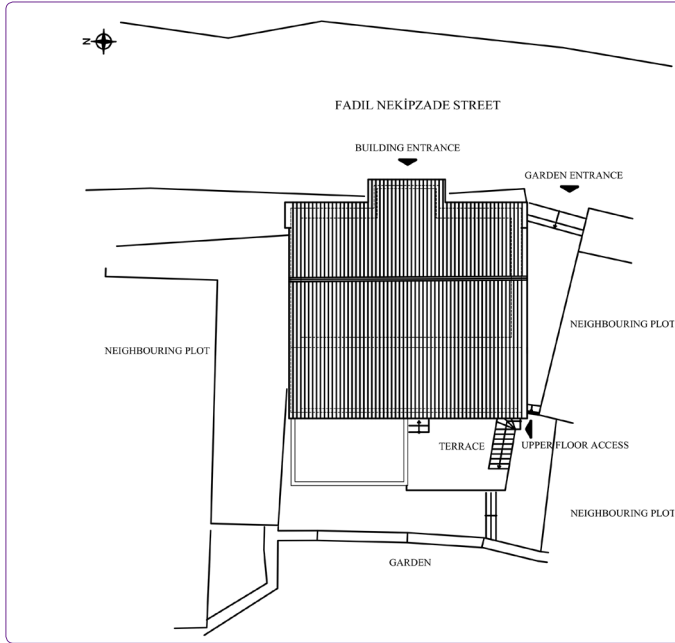 N
FADIL NEKİPZADE STREET
BUILDING ENTRANCE
GARDEN ENTRANCE
NEIGHBOURING PLOT
NEIGHBOURING PLOT
TERRACE
UPPER FLOOR ACCESS
NEIGHBOURING PLOT
GARDEN